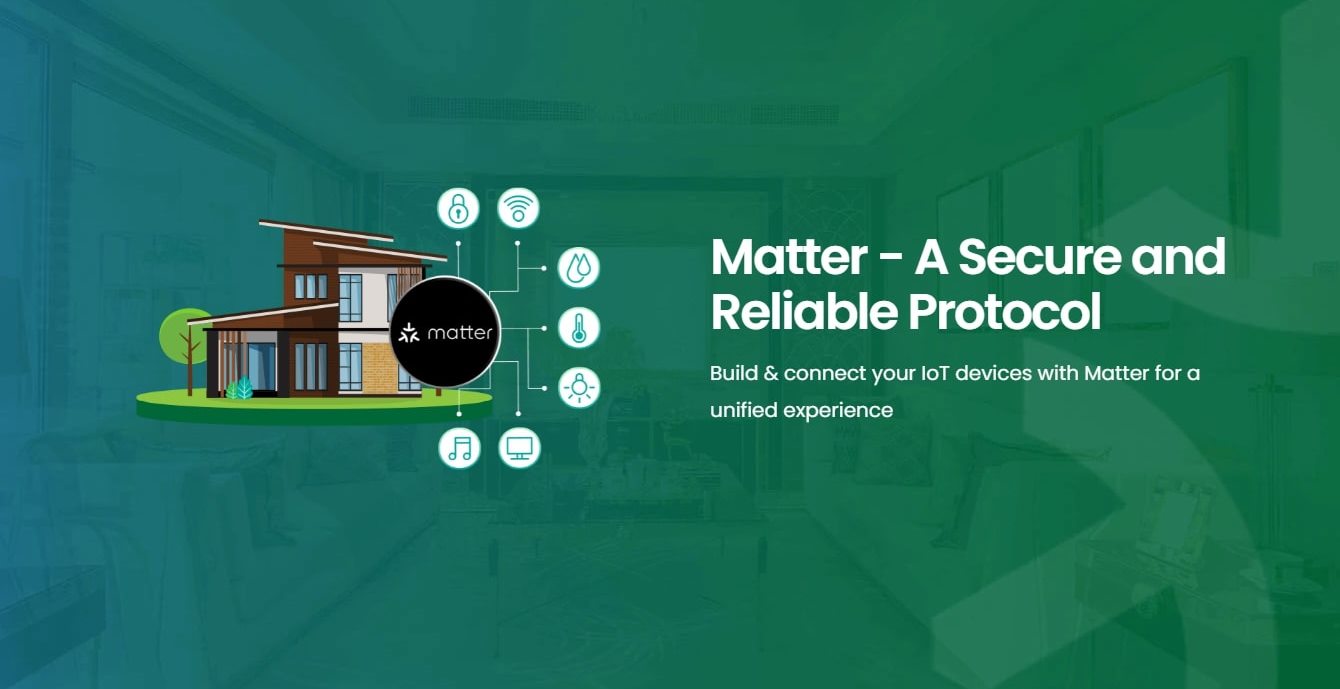 matter
Matter - A Secure and
Reliable Protocol
Build & connect your IoT devices with Matter for a
unified experience